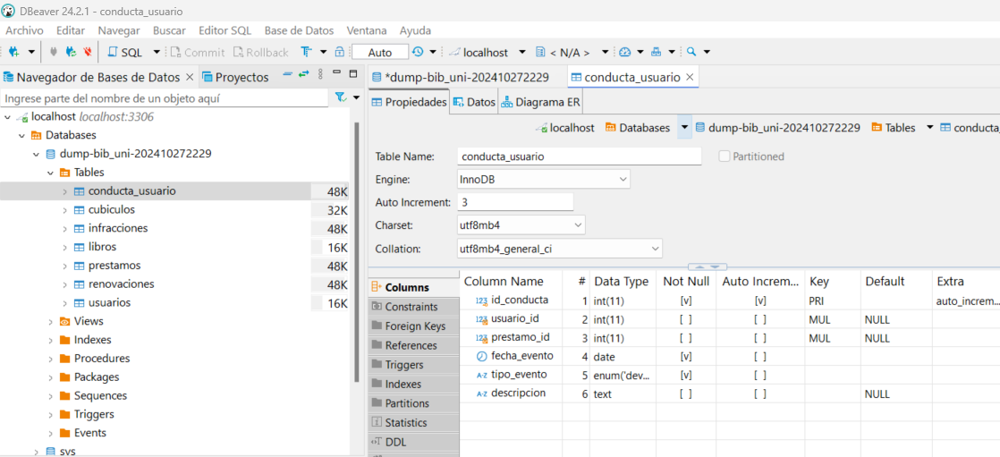 DBeaver 24.2.1 - conducta_usuario
Archivo Editar Navegar Buscar Editor SQL Base de Datos Ventana Ayuda
SQL Commit Rollback Auto localhost < N/A >
Navegador de Bases de Datos Proyectos
Ingrese parte del nombre de un objeto aquí
localhost localhost:3306
Databases
dump-bib_uni-202410272229
Tables
conducta_usuario 48K
cubiculos 32K
infracciones 48K
libros 16K
prestamos 48K
renovaciones 48K
usuarios 16K
Views
Indexes
Procedures
Packages
Sequences
Triggers
Events
sys
*dump-bib_uni-202410272229 conducta_usuario
Propiedades Datos Diagrama ER
localhost Databases dump-bib_uni-202410272229 Tables conducta
Table Name: conducta_usuario Partitioned
Engine: InnoDB
Auto Increment: 3
Charset: utf8mb4
Collation: utf8mb4_general_ci
Columns
Constraints
Foreign Keys
References
Triggers
Indexes
Partitions
Statistics
DDL
Column Name # Data Type Not Null Auto Increm... Key Default Extra
123 id_conducta 1 int(11) [v] [v] PRI auto_increm...
123 usuario_id 2 int(11) [ ] [ ] MUL NULL
123 prestamo_id 3 int(11) [ ] [ ] MUL NULL
fecha_evento 4 date [v] [ ]
A-Z tipo_evento 5 enum('dev... [v] [ ]
A-Z descripcion 6 text [ ] [ ] NULL